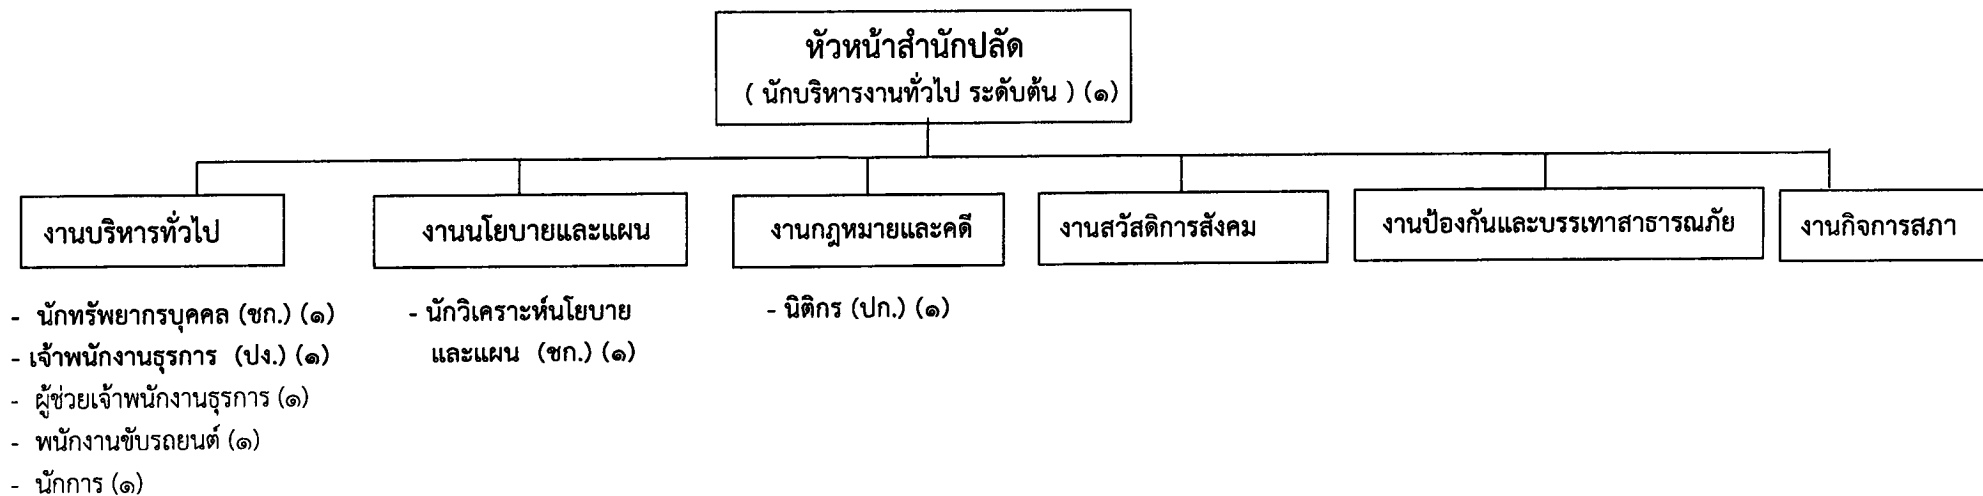 หัวหน้าสำนักปลัด
( นักบริหารงานทั่วไป ระดับต้น ) (๑)
งานบริหารทั่วไป
งานนโยบายและแผน
งานกฎหมายและคดี
งานสวัสดิการสังคม
งานป้องกันและบรรเทาสาธารณภัย
งานกิจการสภา
- นักทรัพยากรบุคคล (ชก.) (๑)
- เจ้าพนักงานธุรการ (ปง.) (๑)
- ผู้ช่วยเจ้าพนักงานธุรการ (๑)
- พนักงานขับรถยนต์ (๑)
- นักการ (๑)
- นักวิเคราะห์นโยบาย
และแผน (ชก.) (๑)
- นิติกร (ปก.) (๑)